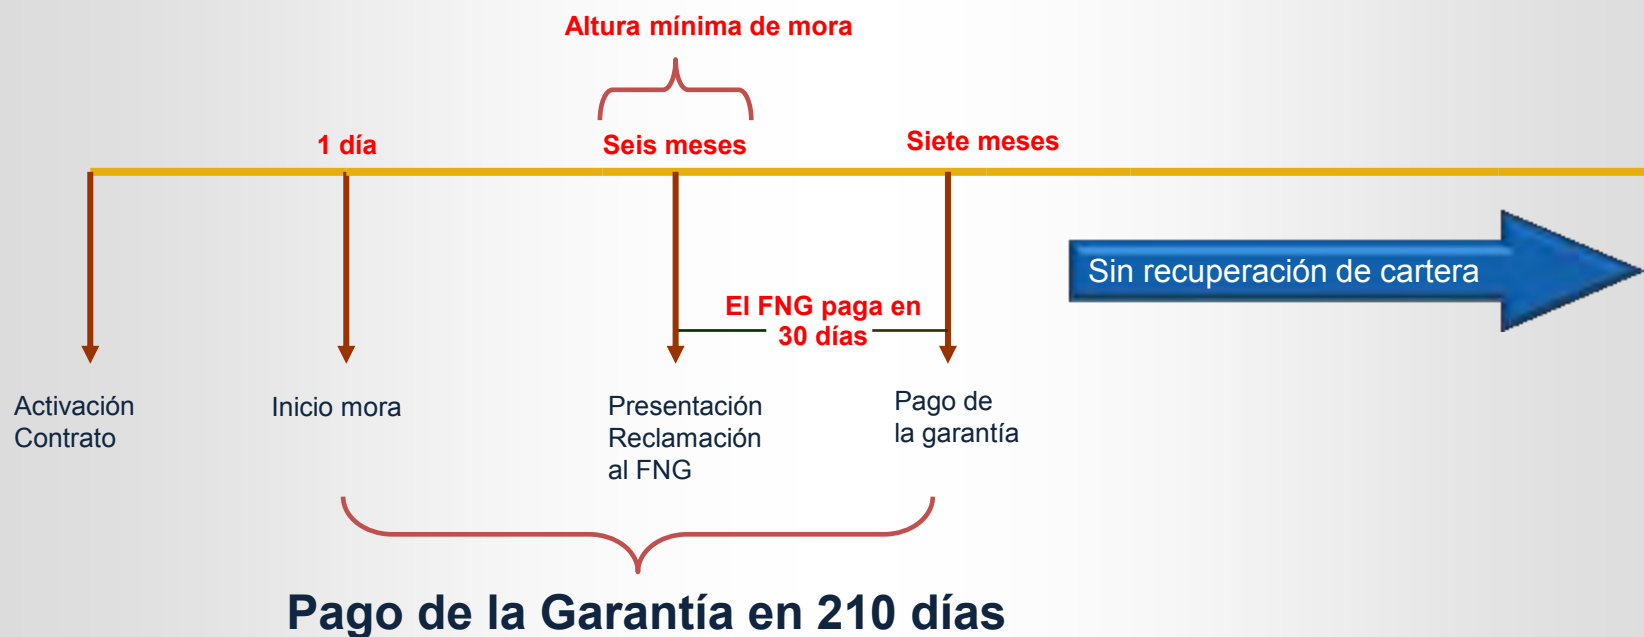 Altura mínima de mora
1 día
Seis meses
Siete meses
Sin recuperación de cartera
El FNG paga en
30 días
Activación
Contrato
Inicio mora
Presentación
Reclamación
al FNG
Pago de
la garantía
Pago de la Garantía en 210 días